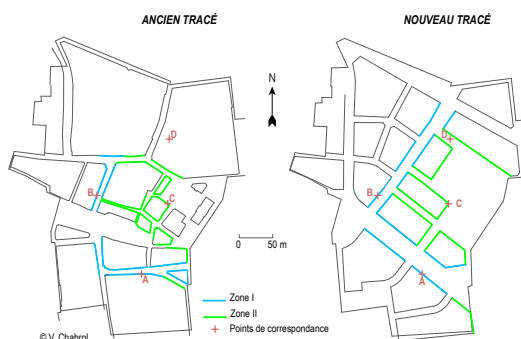 ANCIEN TRACÉ
NOUVEAU TRACÉ
N
D
D
B
C
B
C
0 50 m
A
A
Zone I
Zone II
Points de correspondance
© V. Chabrol